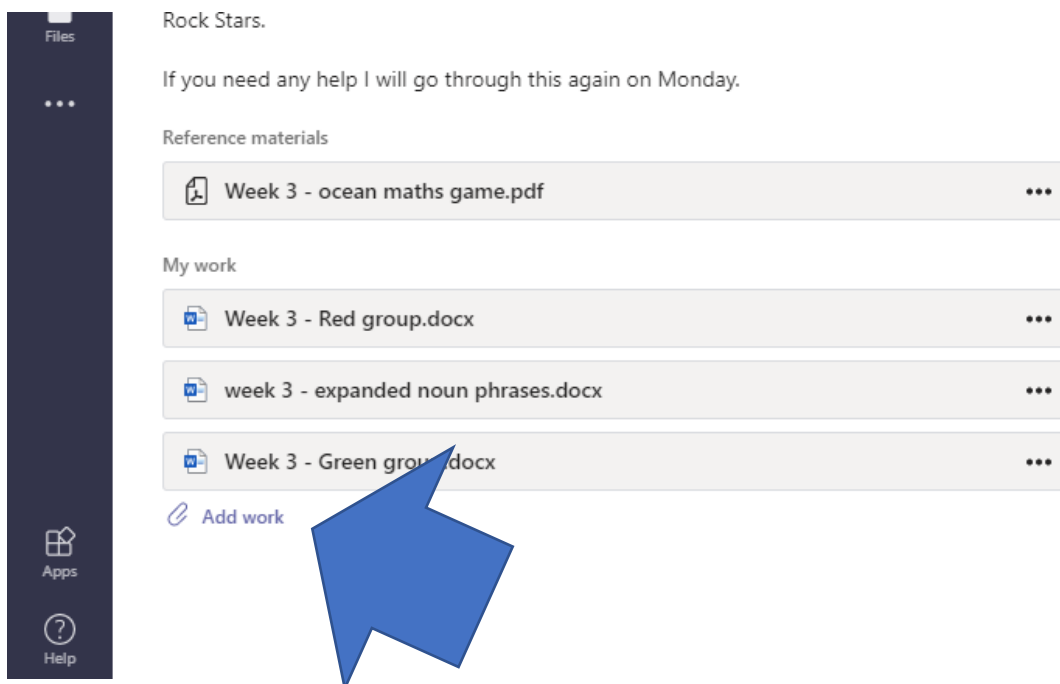 Files
Rock Stars.
If you need any help I will go through this again on Monday.
Reference materials
Week 3 - ocean maths game.pdf
My work
Week 3 - Red group.docx
week 3 - expanded noun phrases.docx
Week 3 - Green group.docx
Add work
Apps
Help